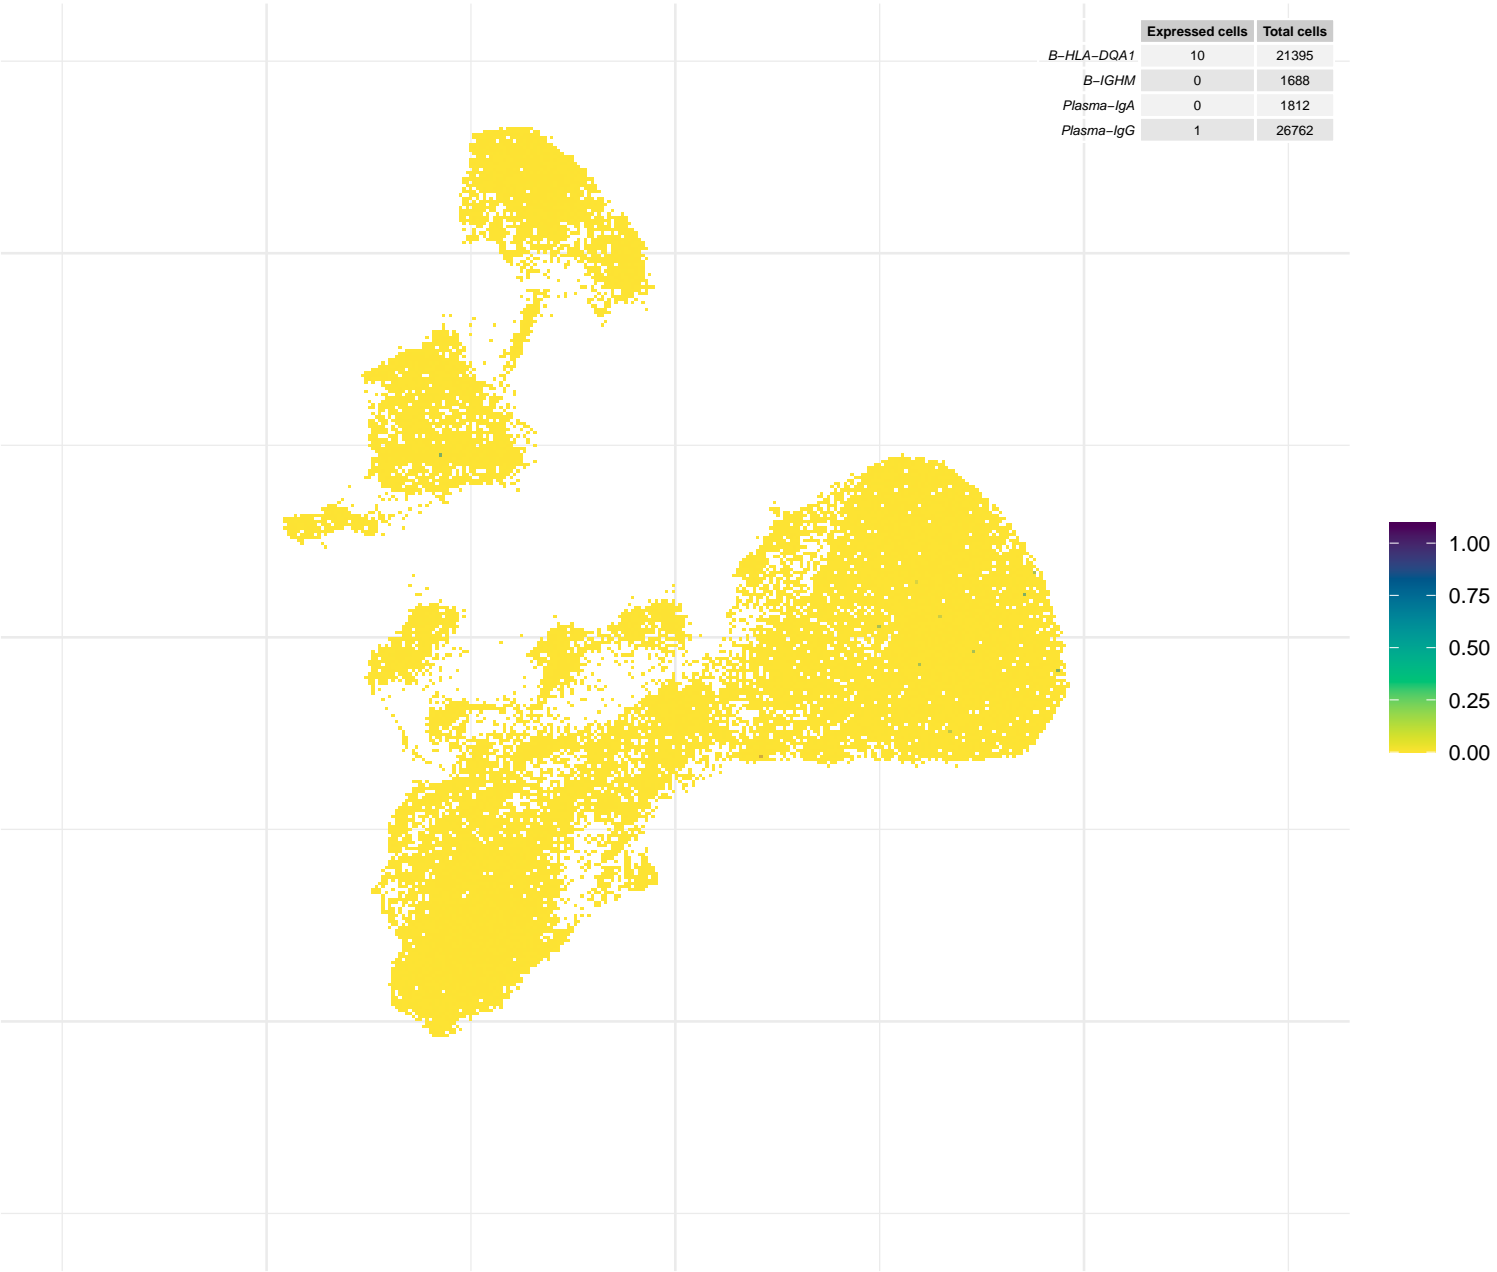 Expressed cells Total cells
B−HLA−DQA1 10 21395
B−IGHM 0 1688
Plasma−IgA 0 1812
Plasma−IgG 1 26762
1.00
0.75
0.50
0.25
0.00